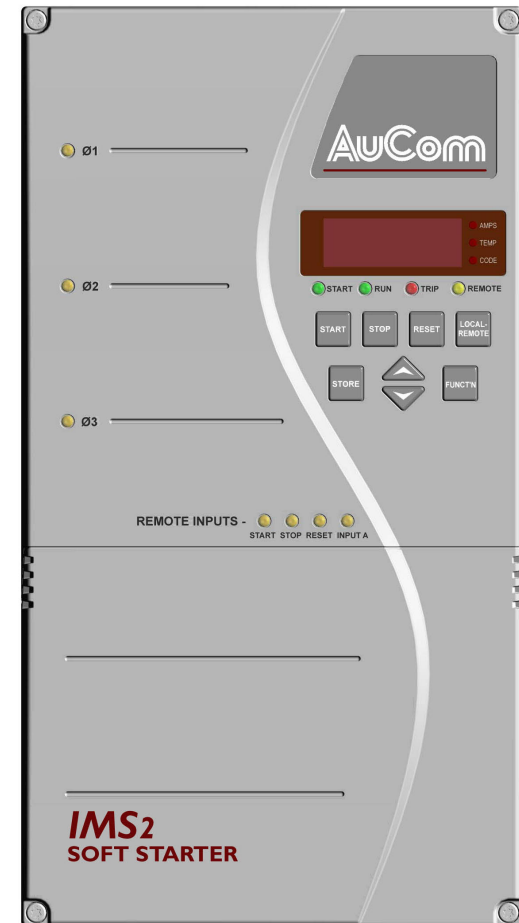 AuCom
Ø1
AMPS
TEMP
CODE
Ø2
START RUN TRIP REMOTE
START STOP RESET LOCAL-
REMOTE
STORE FUNCT'N
Ø3
REMOTE INPUTS -
START STOP RESET INPUT A
IMS2
SOFT STARTER